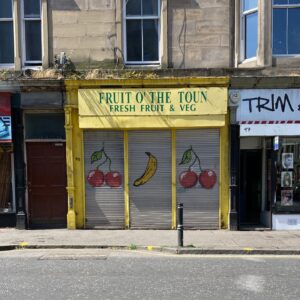 FRUIT O' THE TOUN
FRESH FRUIT & VEG
TRIM